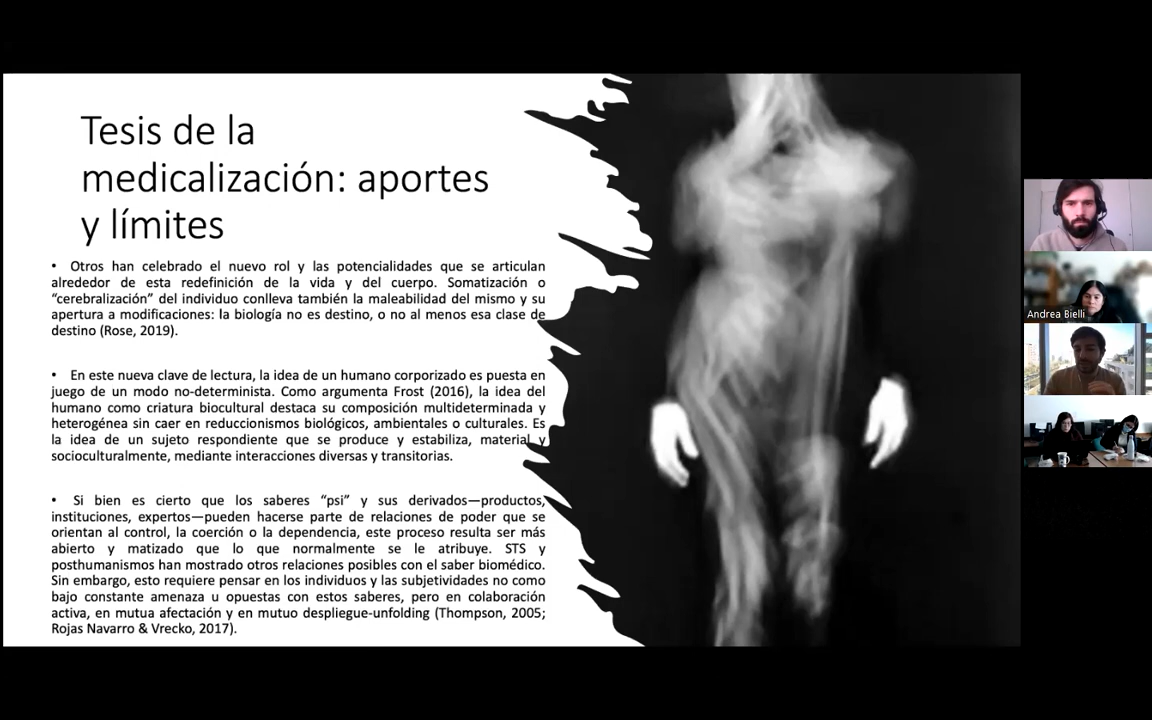 Tesis de la
medicalización: aportes
y límites
• Otros han celebrado el nuevo rol y las potencialidades que se articulan
alrededor de esta redefinición de la vida y del cuerpo. Somatización o
“cerebralización” del individuo conlleva también la maleabilidad del mismo y su
apertura a modificaciones: la biología no es destino, o no al menos esa clase de
destino (Rose, 2019).
• En este nueva clave de lectura, la idea de un humano corporizado es puesta en
juego de un modo no-determinista. Como argumenta Frost (2016), la idea del
humano como criatura biocultural destaca su composición multideterminada y
heterogénea sin caer en reduccionismos biológicos, ambientales o culturales. Es
la idea de un sujeto respondiente que se produce y estabiliza, material y
socioculturalmente, mediante interacciones diversas y transitorias.
• Si bien es cierto que los saberes “psi” y sus derivados—productos,
instituciones, expertos—pueden hacerse parte de relaciones de poder que se
orientan al control, la coerción o la dependencia, este proceso resulta ser más
abierto y matizado que lo que normalmente se le atribuye. STS y
posthumanismos han mostrado otros relaciones posibles con el saber biomédico.
Sin embargo, esto requiere pensar en los individuos y las subjetividades no como
bajo constante amenaza u opuestas con estos saberes, pero en colaboración
activa, en mutua afectación y en mutuo despliegue-unfolding (Thompson, 2005;
Rojas Navarro & Vrecko, 2017).
Andrea Bielli